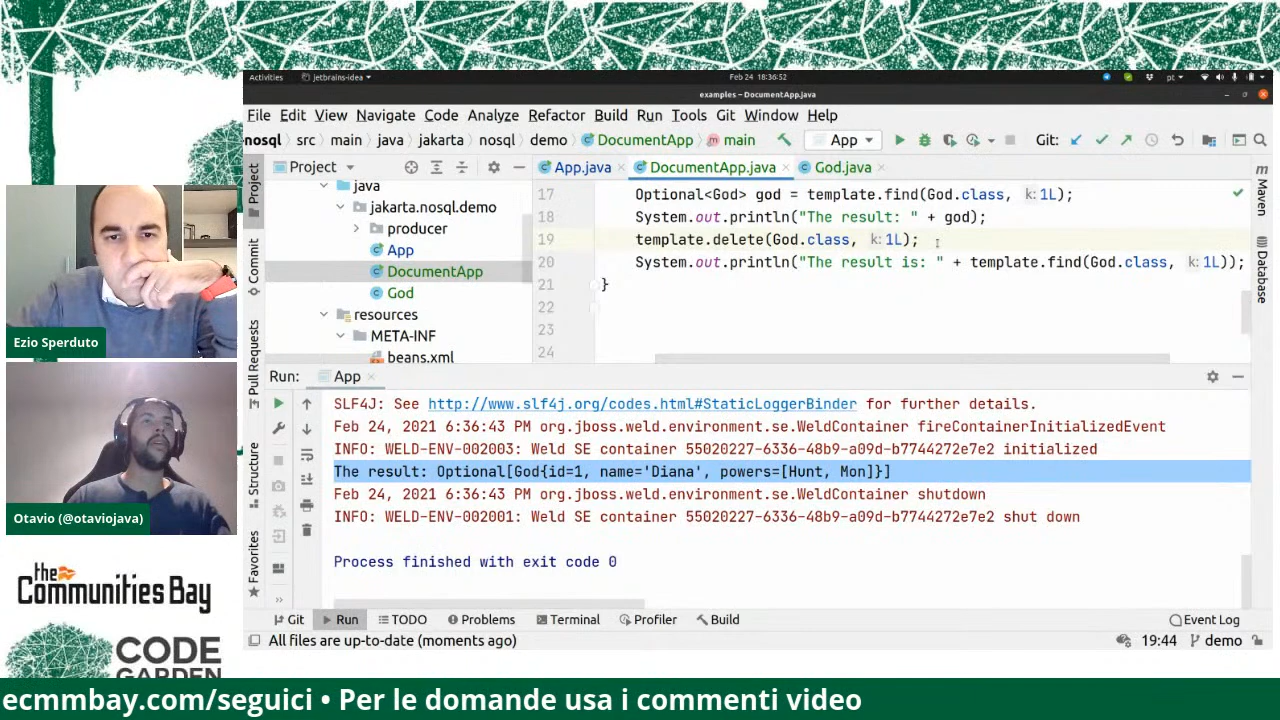 Activities
jetbrains-idea
Feb 24 18:36:52
pt
examples – DocumentApp.java
File Edit View Navigate Code Analyze Refactor Build Run Tools Git Window Help
nosql src main java jakarta nosql demo DocumentApp main
App
Git:
Project
App.java
DocumentApp.java
God.java
java
jakarta.nosql.demo
producer
App
DocumentApp
God
resources
META-INF
beans.xml
17 Optional<God> god = template.find(God.class, k: 1L);
18 System.out.println("The result: " + god);
19 template.delete(God.class, k: 1L);
20 System.out.println("The result is: " + template.find(God.class, k: 1L));
21 }
22
23
24
Project
Commit
Pull Requests
Structure
Favorites
Maven
Database
Run: App
SLF4J: See http://www.slf4j.org/codes.html#StaticLoggerBinder for further details.
Feb 24, 2021 6:36:43 PM org.jboss.weld.environment.se.WeldContainer fireContainerInitializedEvent
INFO: WELD-ENV-002003: Weld SE container 55020227-6336-48b9-a09d-b7744272e7e2 initialized
The result: Optional[God{id=1, name='Diana', powers=[Hunt, Mon]}]
Feb 24, 2021 6:36:43 PM org.jboss.weld.environment.se.WeldContainer shutdown
INFO: WELD-ENV-002001: Weld SE container 55020227-6336-48b9-a09d-b7744272e7e2 shut down
Process finished with exit code 0
Git Run TODO Problems Terminal Profiler Build Event Log
All files are up-to-date (moments ago)
19:44 demo
Ezio Sperduto
Otavio (@otaviojava)
the
Communities Bay
CODE
GARDEN
ecmmbay.com/seguici • Per le domande usa i commenti video